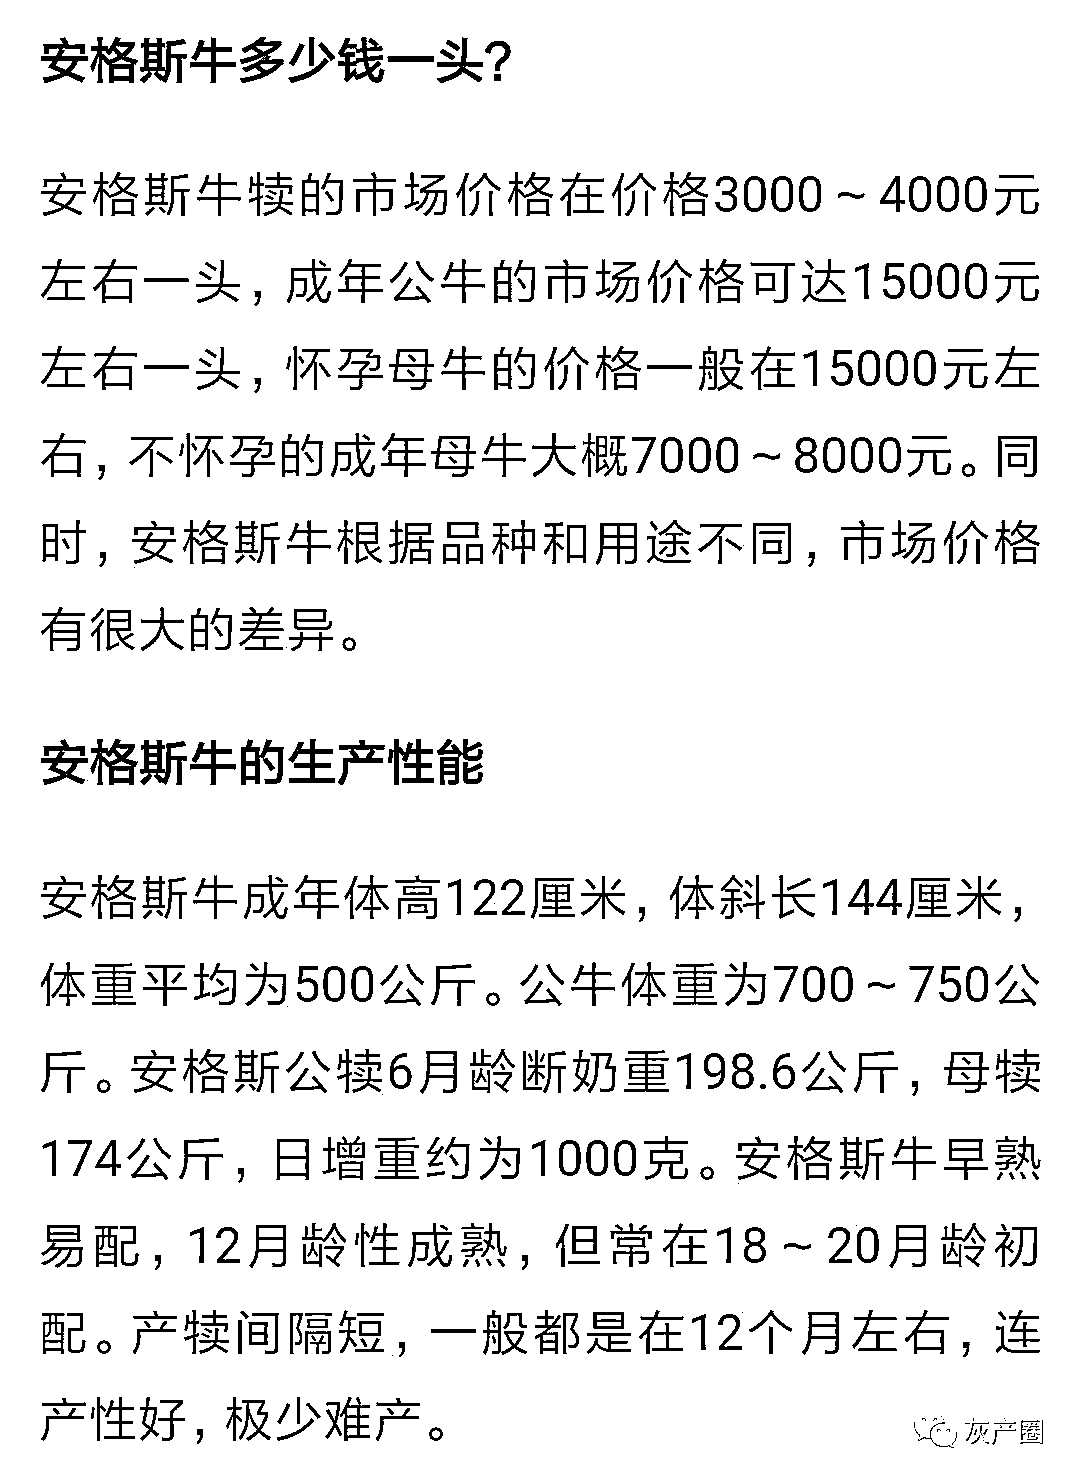 安格斯牛多少钱一头?
安格斯牛犊的市场价格在价格3000～4000元
左右一头，成年公牛的市场价格可达15000元
左右一头，怀孕母牛的价格一般在15000元左
右，不怀孕的成年母牛大概7000～8000元。同
时，安格斯牛根据品种和用途不同，市场价格
有很大的差异。
安格斯牛的生产性能
安格斯牛成年体高122厘米，体斜长144厘米，
体重平均为500公斤。公牛体重为700～750公
斤。安格斯公犊6月龄断奶重198.6公斤，母犊
174公斤，日增重约为1000克。安格斯牛早熟
易配，12月龄性成熟，但常在18～20月龄初
配。产犊间隔短，一般都是在12个月左右，连
产性好，极少难产。
灰产圈